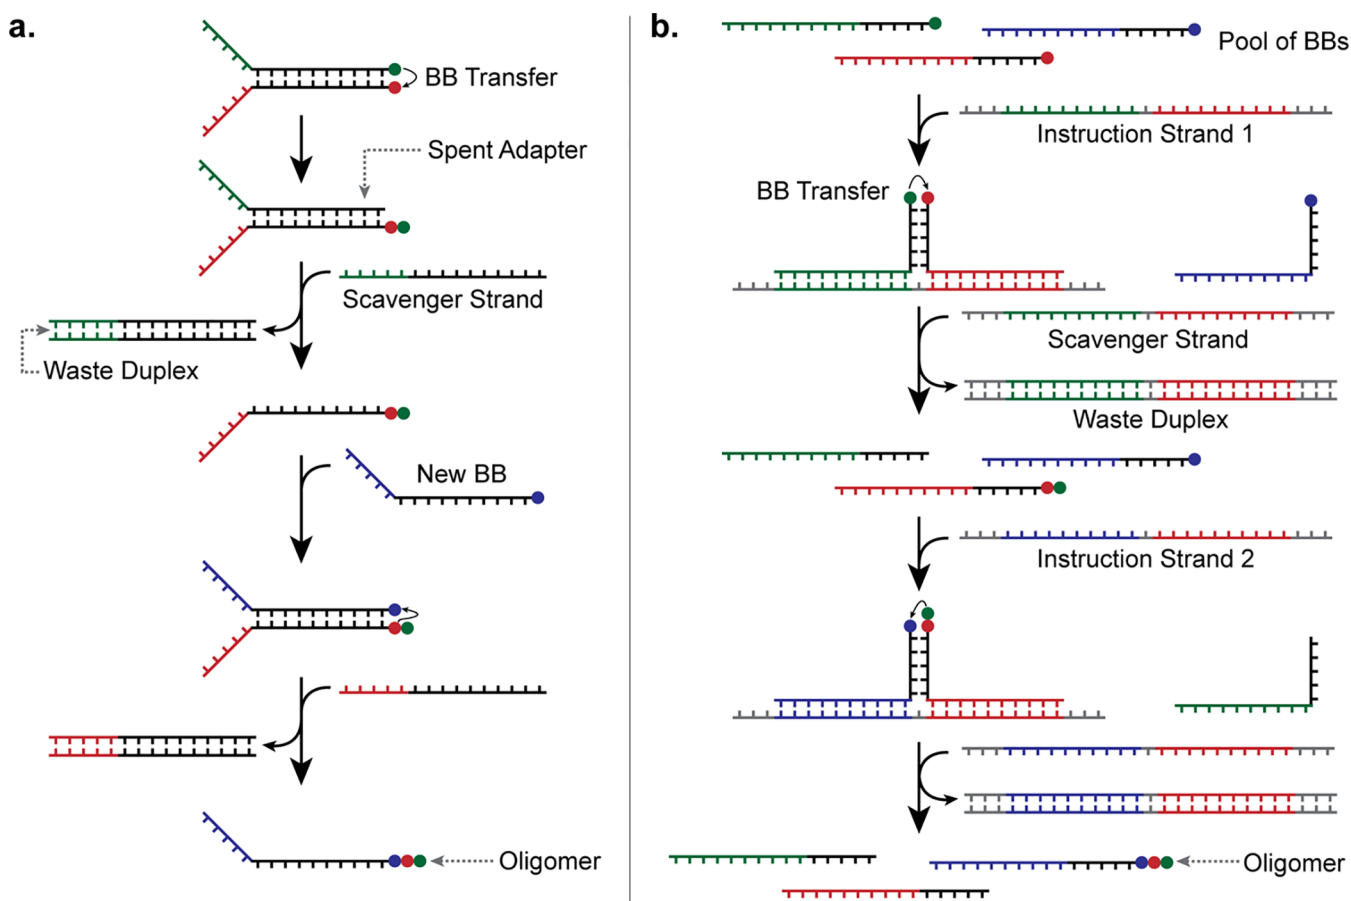 a.
BB Transfer
Spent Adapter
Scavenger Strand
Waste Duplex
New BB
Oligomer
b.
Pool of BBs
Instruction Strand 1
BB Transfer
Scavenger Strand
Waste Duplex
Instruction Strand 2
Oligomer